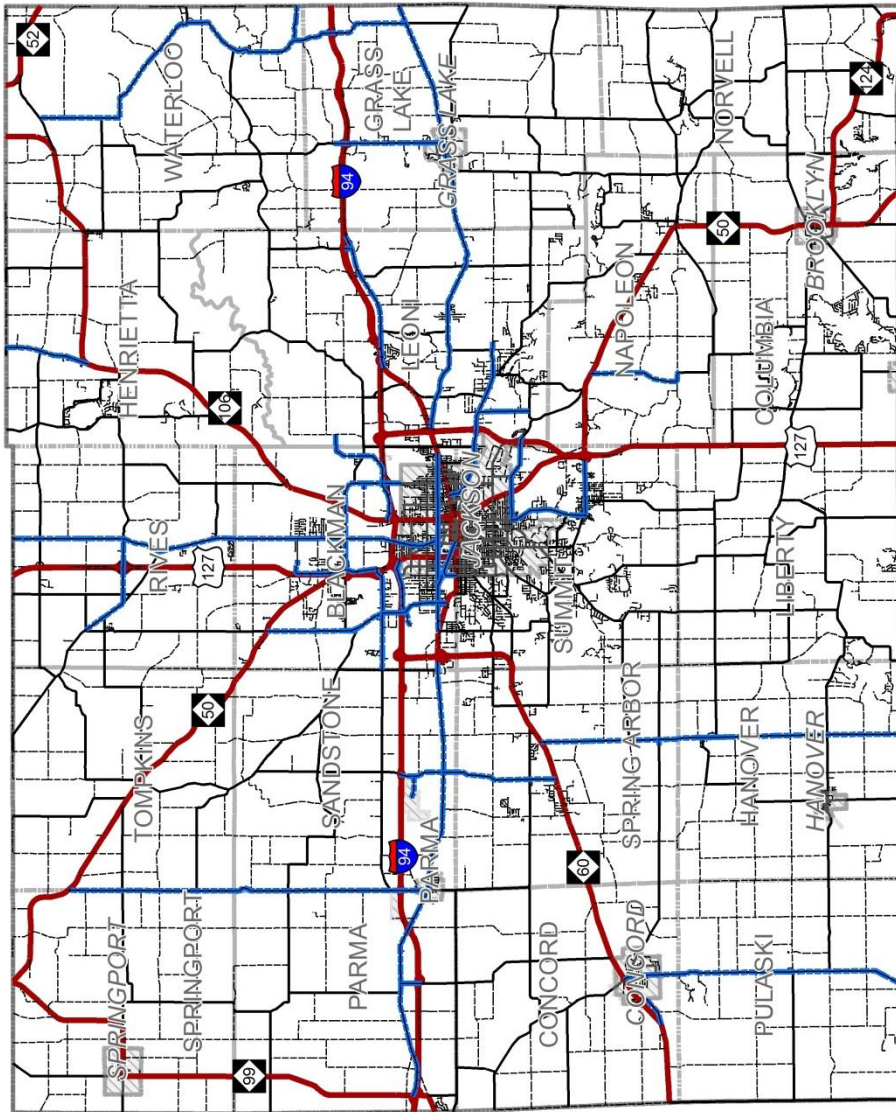 52
SPRINGPORT
TOMPKINS
RIVES
HENRIETTA
WATERLOO
SPRINGPORT
50
127
106
99
PARMA
SANDSTONE
BLACKMAN
94
GRASS
LAKE
94
LEONI
PARMA
GRASS LAKE
JACKSON
CONCORD
SUMMIT
60
CONCORD
SPRING ARBOR
NAPOLEON
50
NORVELL
PULASKI
HANOVER
LIBERTY
COLUMBIA
127
HANOVER
BROOKLYN
124